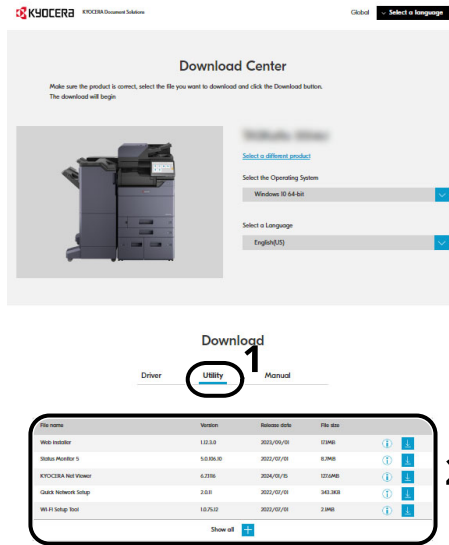 KYOCERA KYOCERA Document Solutions Global Select a language
Download Center
Make sure the product is correct, select the file you want to download and click the Download button.
The download will begin
Select a different product
Select the Operating System
Windows 10 64-bit
Select a Language
English(US)
Download
1
Driver Utility Manual
File name Version Release date File size
Web Installer 1.12.3.0 2023/09/01 17.1MB
Status Monitor 5 5.0.106.10 2022/07/01 8.7MB
KYOCERA Net Viewer 2024/01/15 127.6MB
Quick Network Setup 2.0.11 2022/07/01 343.3KB
Wi-Fi Setup Tool 1.0.75.12 2022/07/01 2.1MB
Show all